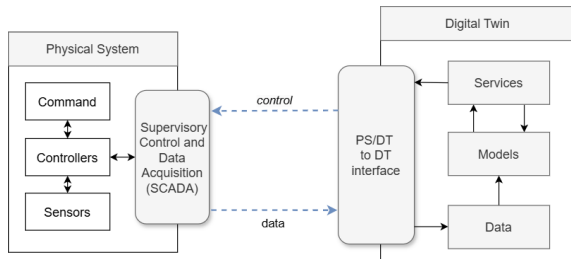 Digital Twin
Physical System
Command
Controllers
Sensors
Supervisory
Control and
Data
Acquisition
(SCADA)
control
data
PS/DT
to DT
interface
Services
Models
Data